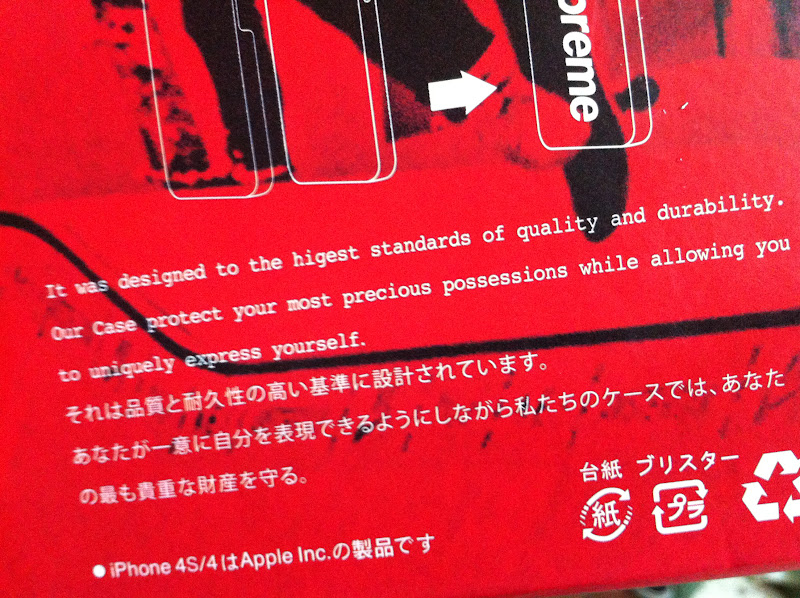 preme
It was designed to the higest standards of quality and durability.
Our Case protect your most precious possessions while allowing you
to uniquely express yourself.
それは品質と耐久性の高い基準に設計されています。
あなたが一意に自分を表現できるようにしながら私たちのケースでは、あなた
の最も貴重な財産を守る。
台紙 ブリスター
紙 プラ
●iPhone 4S/4はApple Inc.の製品です